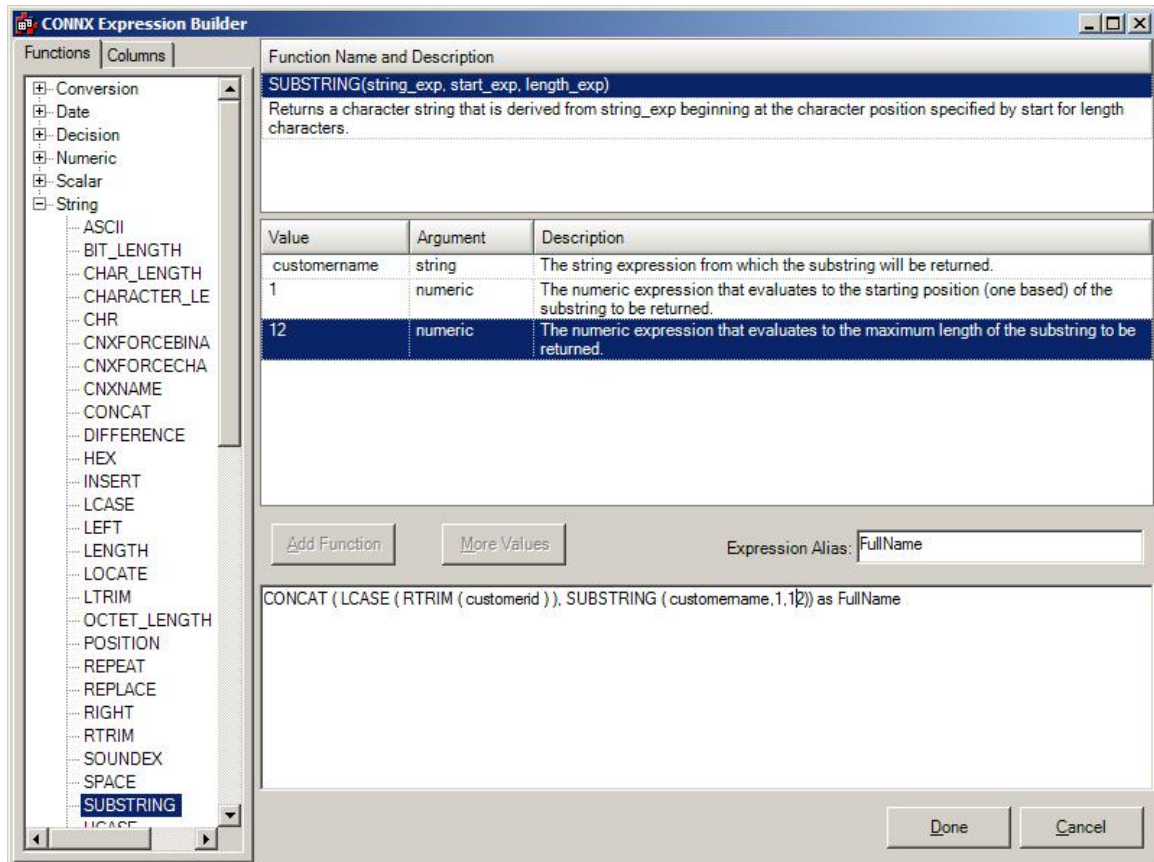 CONNX Expression Builder
Functions
Columns
Conversion
Date
Decision
Numeric
Scalar
String
ASCII
BIT_LENGTH
CHAR_LENGTH
CHARACTER_LE
CHR
CNXFORCEBINA
CNXFORCECHA
CNXNAME
CONCAT
DIFFERENCE
HEX
INSERT
LCASE
LEFT
LENGTH
LOCATE
LTRIM
OCTET_LENGTH
POSITION
REPEAT
REPLACE
RIGHT
RTRIM
SOUNDEX
SPACE
SUBSTRING
UCASE
Function Name and Description
SUBSTRING(string_exp, start_exp, length_exp)
Returns a character string that is derived from string_exp beginning at the character position specified by start for length
characters.
Value Argument Description
customername string The string expression from which the substring will be returned.
1 numeric The numeric expression that evaluates to the starting position (one based) of the
substring to be returned.
12 numeric The numeric expression that evaluates to the maximum length of the substring to be
returned.
Add Function
More Values
Expression Alias: FullName
CONCAT ( LCASE ( RTRIM ( customerid ) ), SUBSTRING ( customername,1,12)) as FullName
Done
Cancel